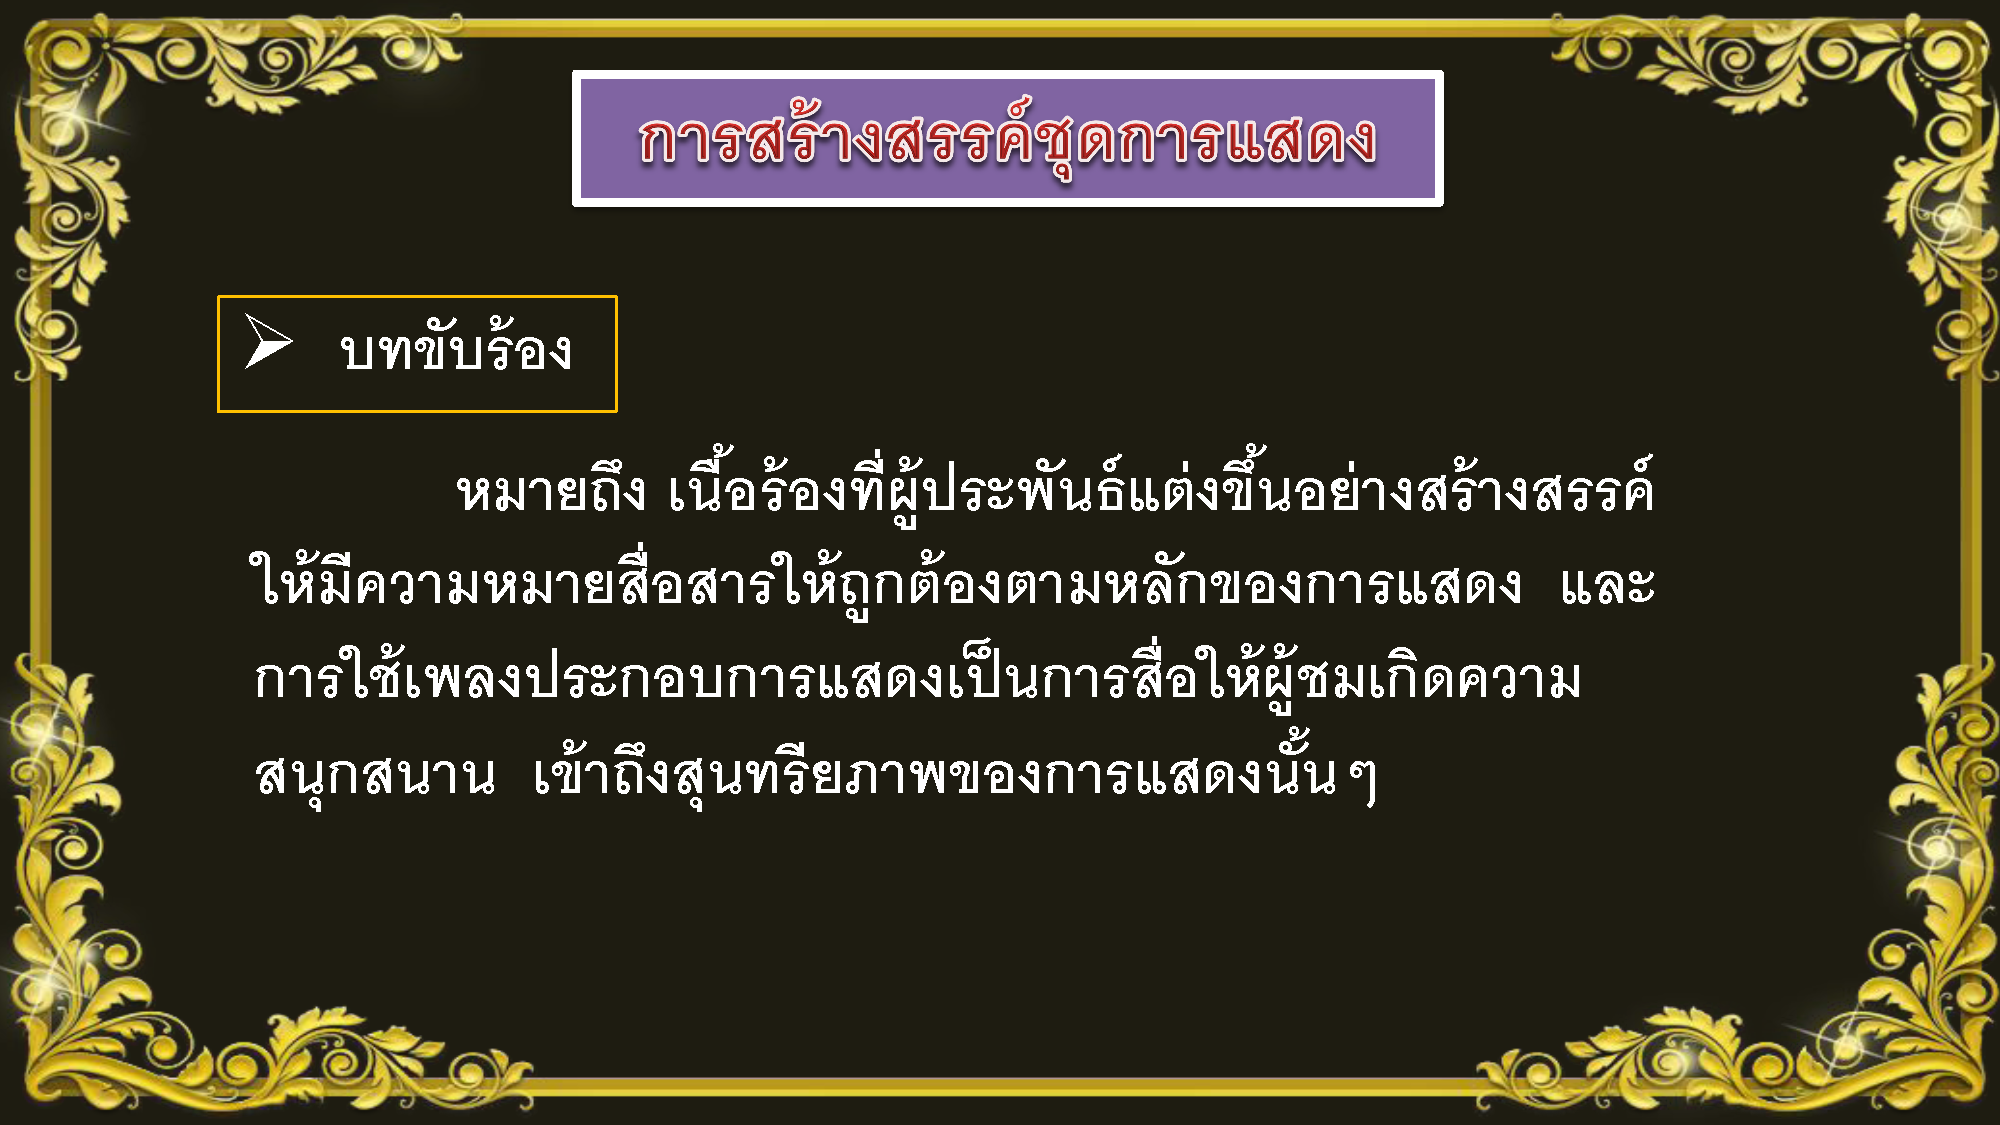 การสร้างสรรค์ชุดการแสดง
บทขับร้อง
หมายถึง เนื้อร้องที่ผู้ประพันธ์แต่งขึ้นอย่างสร้างสรรค์
ให้มีความหมายสื่อสารให้ถูกต้องตามหลักของการแสดง และ
การใช้เพลงประกอบการแสดงเป็นการสื่อให้ผู้ชมเกิดความ
สนุกสนาน เข้าถึงสุนทรียภาพของการแสดงนั้นๆ